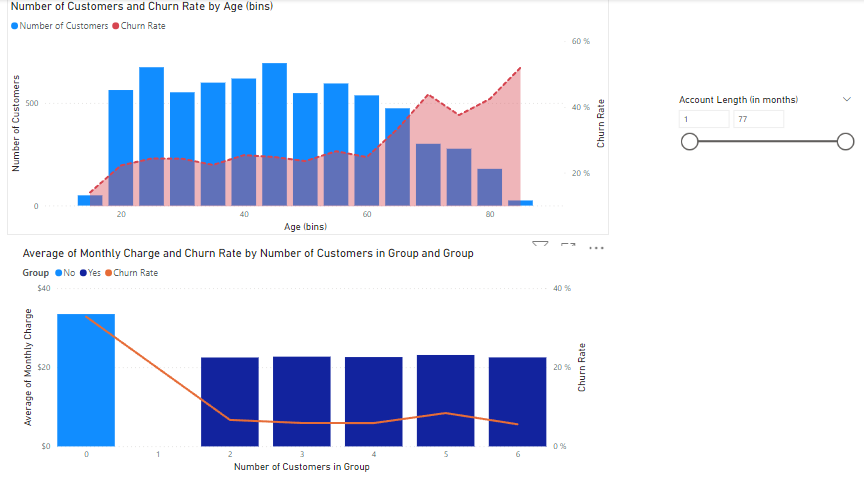 Number of Customers and Churn Rate by Age (bins)
Number of Customers Churn Rate
60 %
500
40 %
20 %
0
Number of Customers
Churn Rate
20 40 60 80
Age (bins)
Account Length (in months)
1 77
Average of Monthly Charge and Churn Rate by Number of Customers in Group and Group
Group No Yes Churn Rate
$40 40 %
$20 20 %
$0 0 %
Average of Monthly Charge
Churn Rate
0 1 2 3 4 5 6
Number of Customers in Group